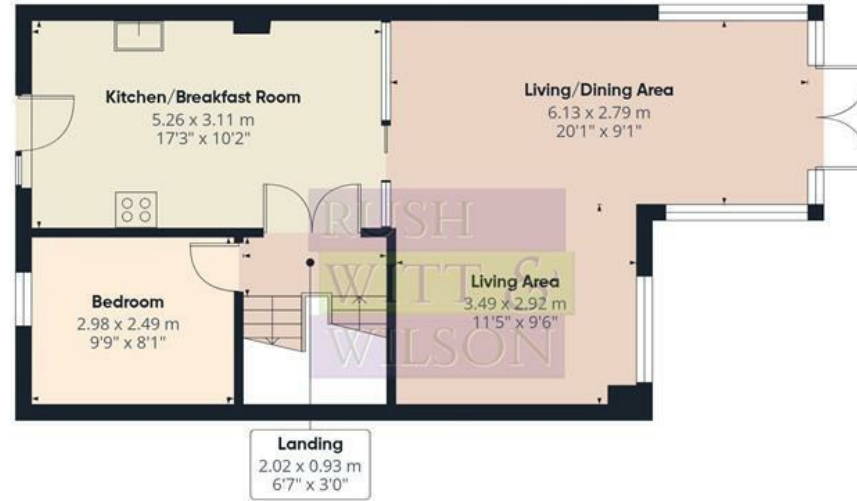 Kitchen/Breakfast Room
5.26 x 3.11 m
17'3" x 10'2"
Living/Dining Area
6.13 x 2.79 m
20'1" x 9'1"
RUSH
WITT &
WILSON
Bedroom
2.98 x 2.49 m
9'9" x 8'1"
Living Area
3.49 x 2.92 m
11'5" x 9'6"
Landing
2.02 x 0.93 m
6'7" x 3'0"